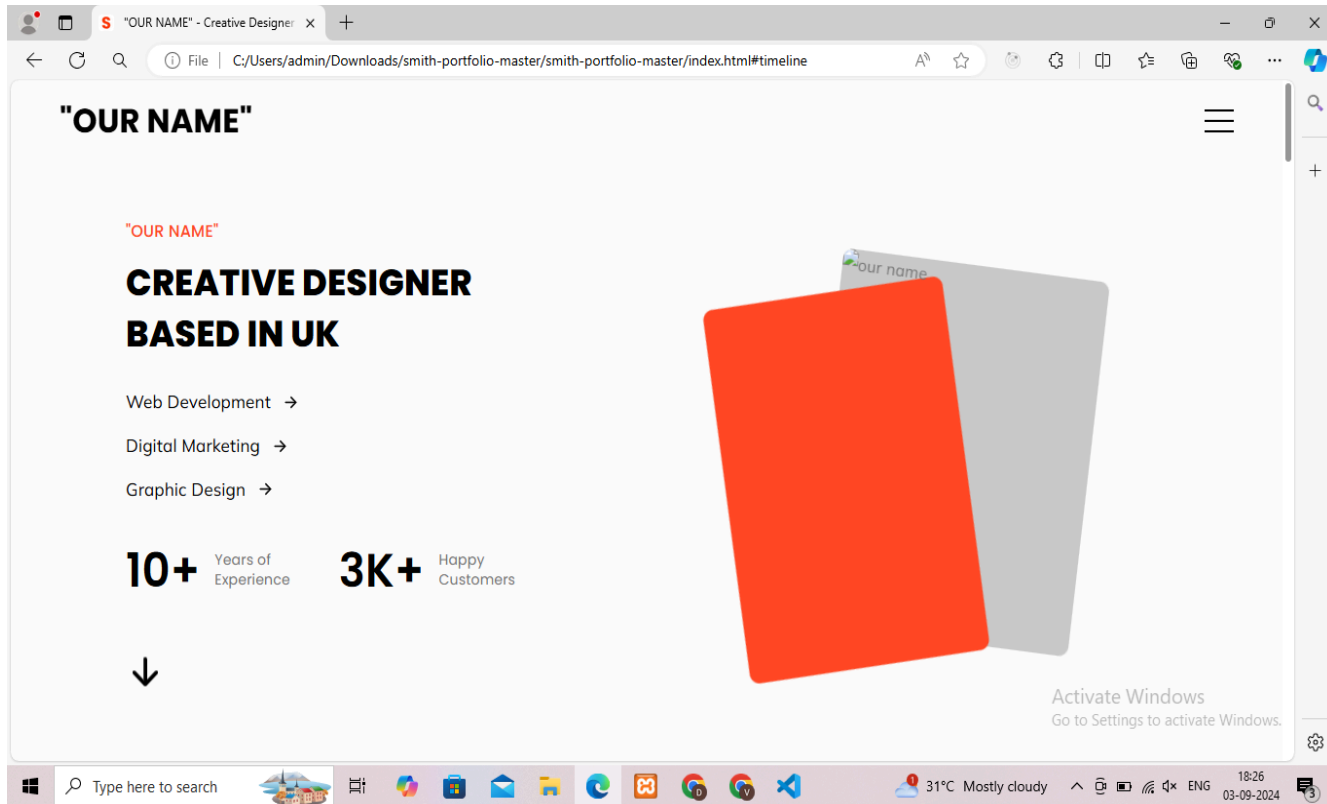 "OUR NAME" - Creative Designer
File
C:/Users/admin/Downloads/smith-portfolio-master/smith-portfolio-master/index.html#timeline
"OUR NAME"
"OUR NAME"
CREATIVE DESIGNER
BASED IN UK
Web Development
Digital Marketing
Graphic Design
10+ Years of
Experience
3K+ Happy
Customers
our name
Activate Windows
Go to Settings to activate Windows.
Type here to search
31°C Mostly cloudy
ENG
18:26
03-09-2024